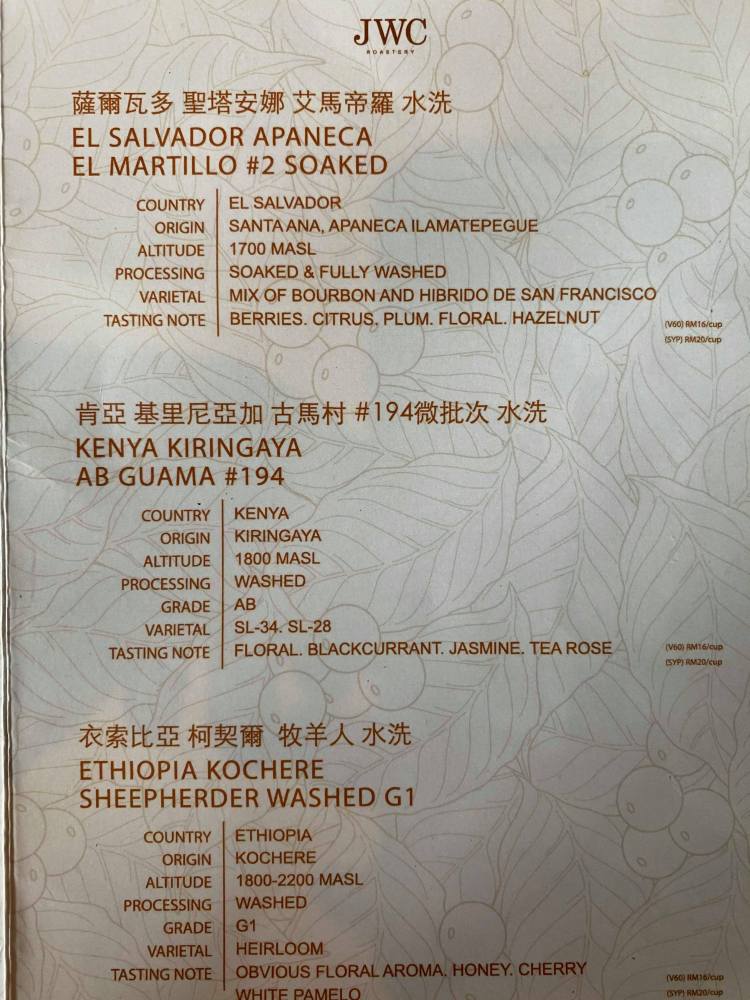 JWC
ROASTERY
薩爾瓦多 聖塔安娜 艾馬帝羅 水洗
EL SALVADOR APANECA
EL MARTILLO #2 SOAKED
COUNTRY EL SALVADOR
ORIGIN SANTA ANA, APANECA ILAMATEPEGUE
ALTITUDE 1700 MASL
PROCESSING SOAKED & FULLY WASHED
VARIETAL MIX OF BOURBON AND HIBRIDO DE SAN FRANCISCO
TASTING NOTE BERRIES. CITRUS. PLUM. FLORAL. HAZELNUT
(V60) RM16/cup
(SYP) RM20/cup
肯亞 基里尼亞加 古馬村 #194微批次 水洗
KENYA KIRINGAYA
AB GUAMA #194
COUNTRY KENYA
ORIGIN KIRINGAYA
ALTITUDE 1800 MASL
PROCESSING WASHED
GRADE AB
VARIETAL SL-34. SL-28
TASTING NOTE FLORAL. BLACKCURRANT. JASMINE. TEA ROSE
(V60) RM16/cup
(SYP) RM20/cup
衣索比亞 柯契爾 牧羊人 水洗
ETHIOPIA KOCHERE
SHEEPHERDER WASHED G1
COUNTRY ETHIOPIA
ORIGIN KOCHERE
ALTITUDE 1800-2200 MASL
PROCESSING WASHED
GRADE G1
VARIETAL HEIRLOOM
TASTING NOTE OBVIOUS FLORAL AROMA. HONEY. CHERRY
WHITE PAMELO
(V60) RM16/cup
(SYP) RM20/cup